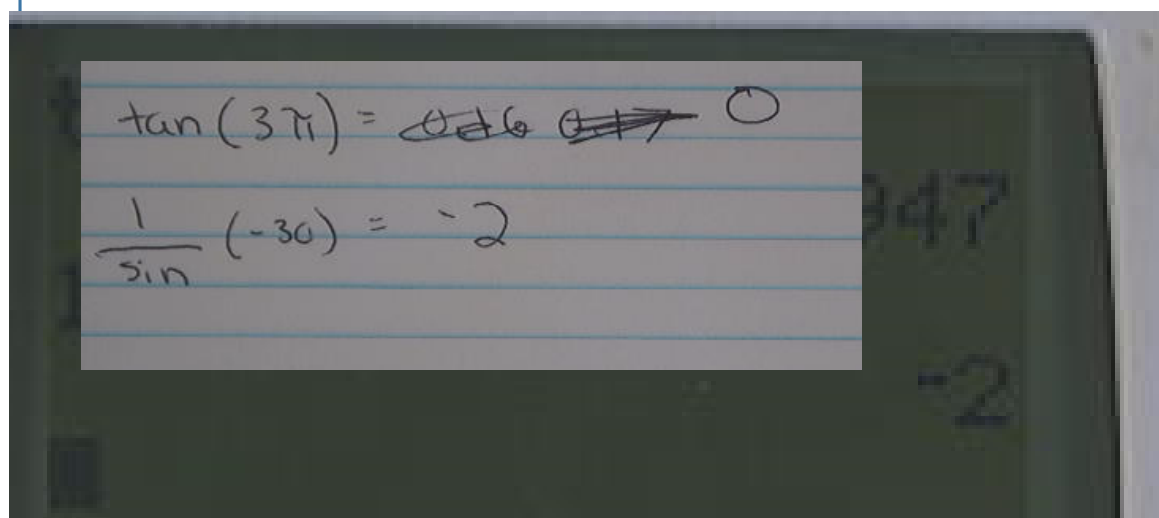 tan(3π) = 0
947
1/sin (-30) = -2
-2